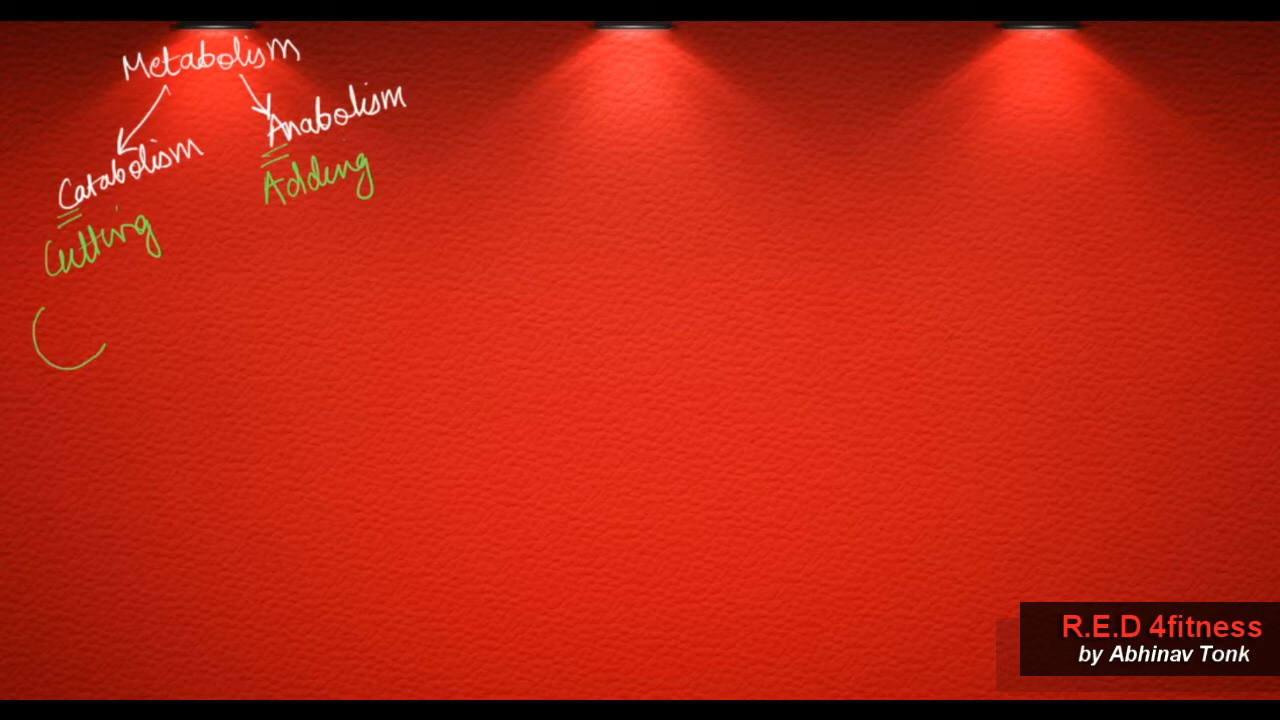 Metabolism
Catabolism
Anabolism
Cutting
Adding
R.E.D 4fitness
by Abhinav Tonk